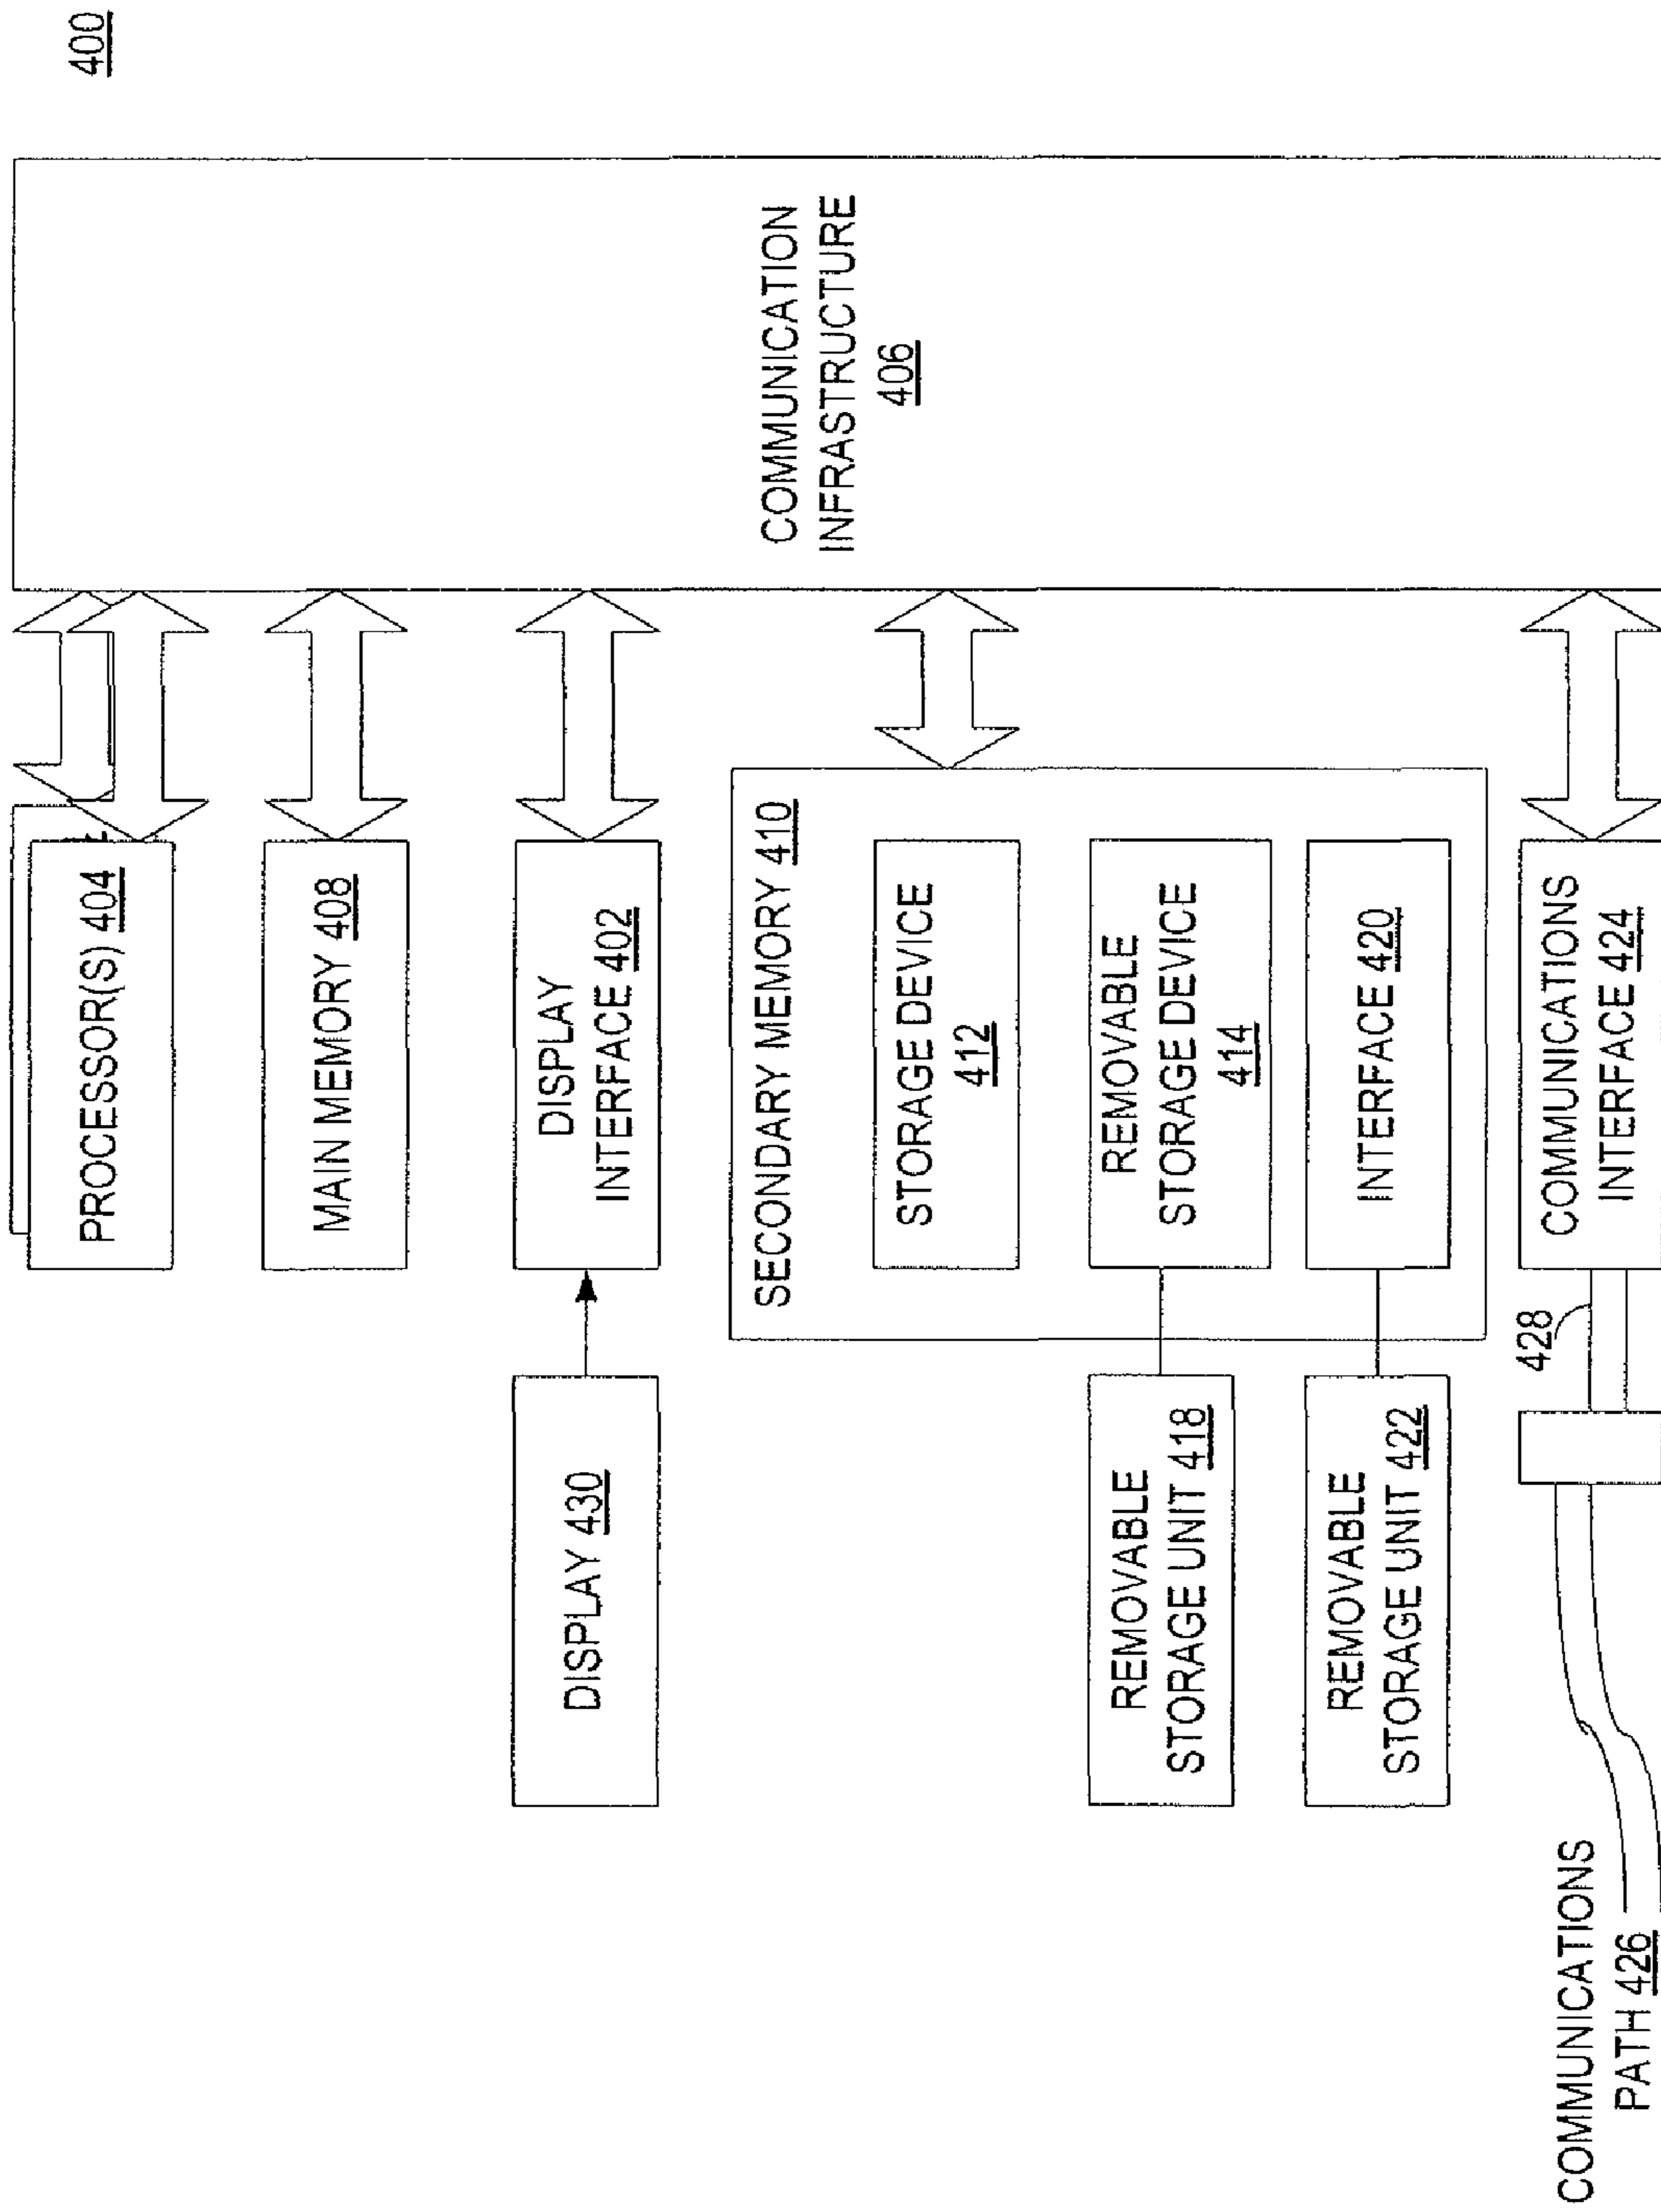 400
COMMUNICATION
INFRASTRUCTURE
406
PROCESSOR(S) 404
MAIN MEMORY 408
DISPLAY
INTERFACE 402
DISPLAY 430
SECONDARY MEMORY 410
STORAGE DEVICE
412
REMOVABLE
STORAGE DEVICE
414
INTERFACE 420
REMOVABLE
STORAGE UNIT 418
REMOVABLE
STORAGE UNIT 422
COMMUNICATIONS
INTERFACE 424
428
COMMUNICATIONS
PATH 426